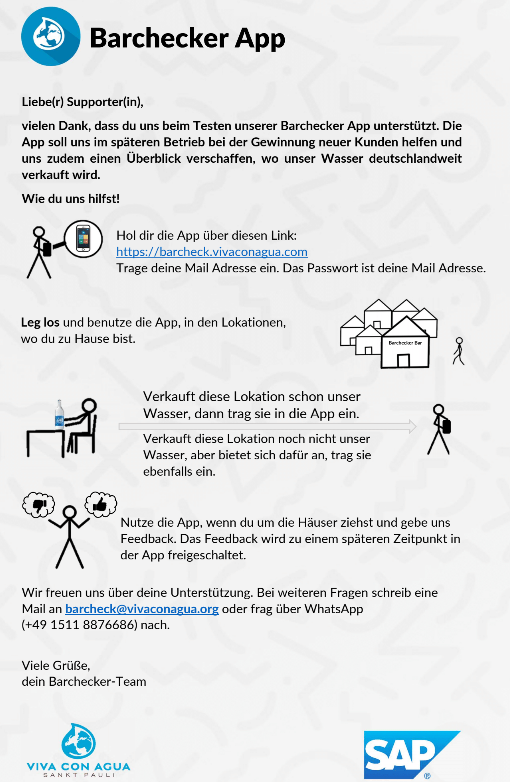 Barchecker App
Liebe(r) Supporter(in),
vielen Dank, dass du uns beim Testen unserer Barchecker App unterstützt. Die
App soll uns im späteren Betrieb bei der Gewinnung neuer Kunden helfen und
uns zudem einen Überblick verschaffen, wo unser Wasser deutschlandweit
verkauft wird.
Wie du uns hilfst!
Hol dir die App über diesen Link:
https://barcheck.vivaconagua.com
Trage deine Mail Adresse ein. Das Passwort ist deine Mail Adresse.
Leg los und benutze die App, in den Lokationen,
wo du zu Hause bist.
Barchecker Bar
Verkauft diese Lokation schon unser
Wasser, dann trag sie in die App ein.
Verkauft diese Lokation noch nicht unser
Wasser, aber bietet sich dafür an, trag sie
ebenfalls ein.
Nutze die App, wenn du um die Häuser ziehst und gebe uns
Feedback. Das Feedback wird zu einem späteren Zeitpunkt in
der App freigeschaltet.
Wir freuen uns über deine Unterstützung. Bei weiteren Fragen schreib eine
Mail an barcheck@vivaconagua.org oder frag über WhatsApp
(+49 1511 8876686) nach.
Viele Grüße,
dein Barchecker-Team
VIVA CON AGUA
SANKT PAULI
SAP®